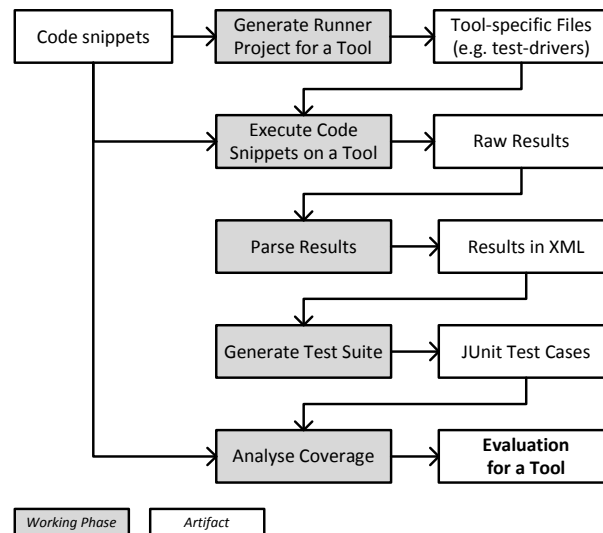 Code snippets
Generate Runner
Project for a Tool
Tool-specific Files
(e.g. test-drivers)
Execute Code
Snippets on a Tool
Raw Results
Parse Results
Results in XML
Generate Test Suite
JUnit Test Cases
Analyse Coverage
Evaluation
for a Tool
Working Phase
Artifact